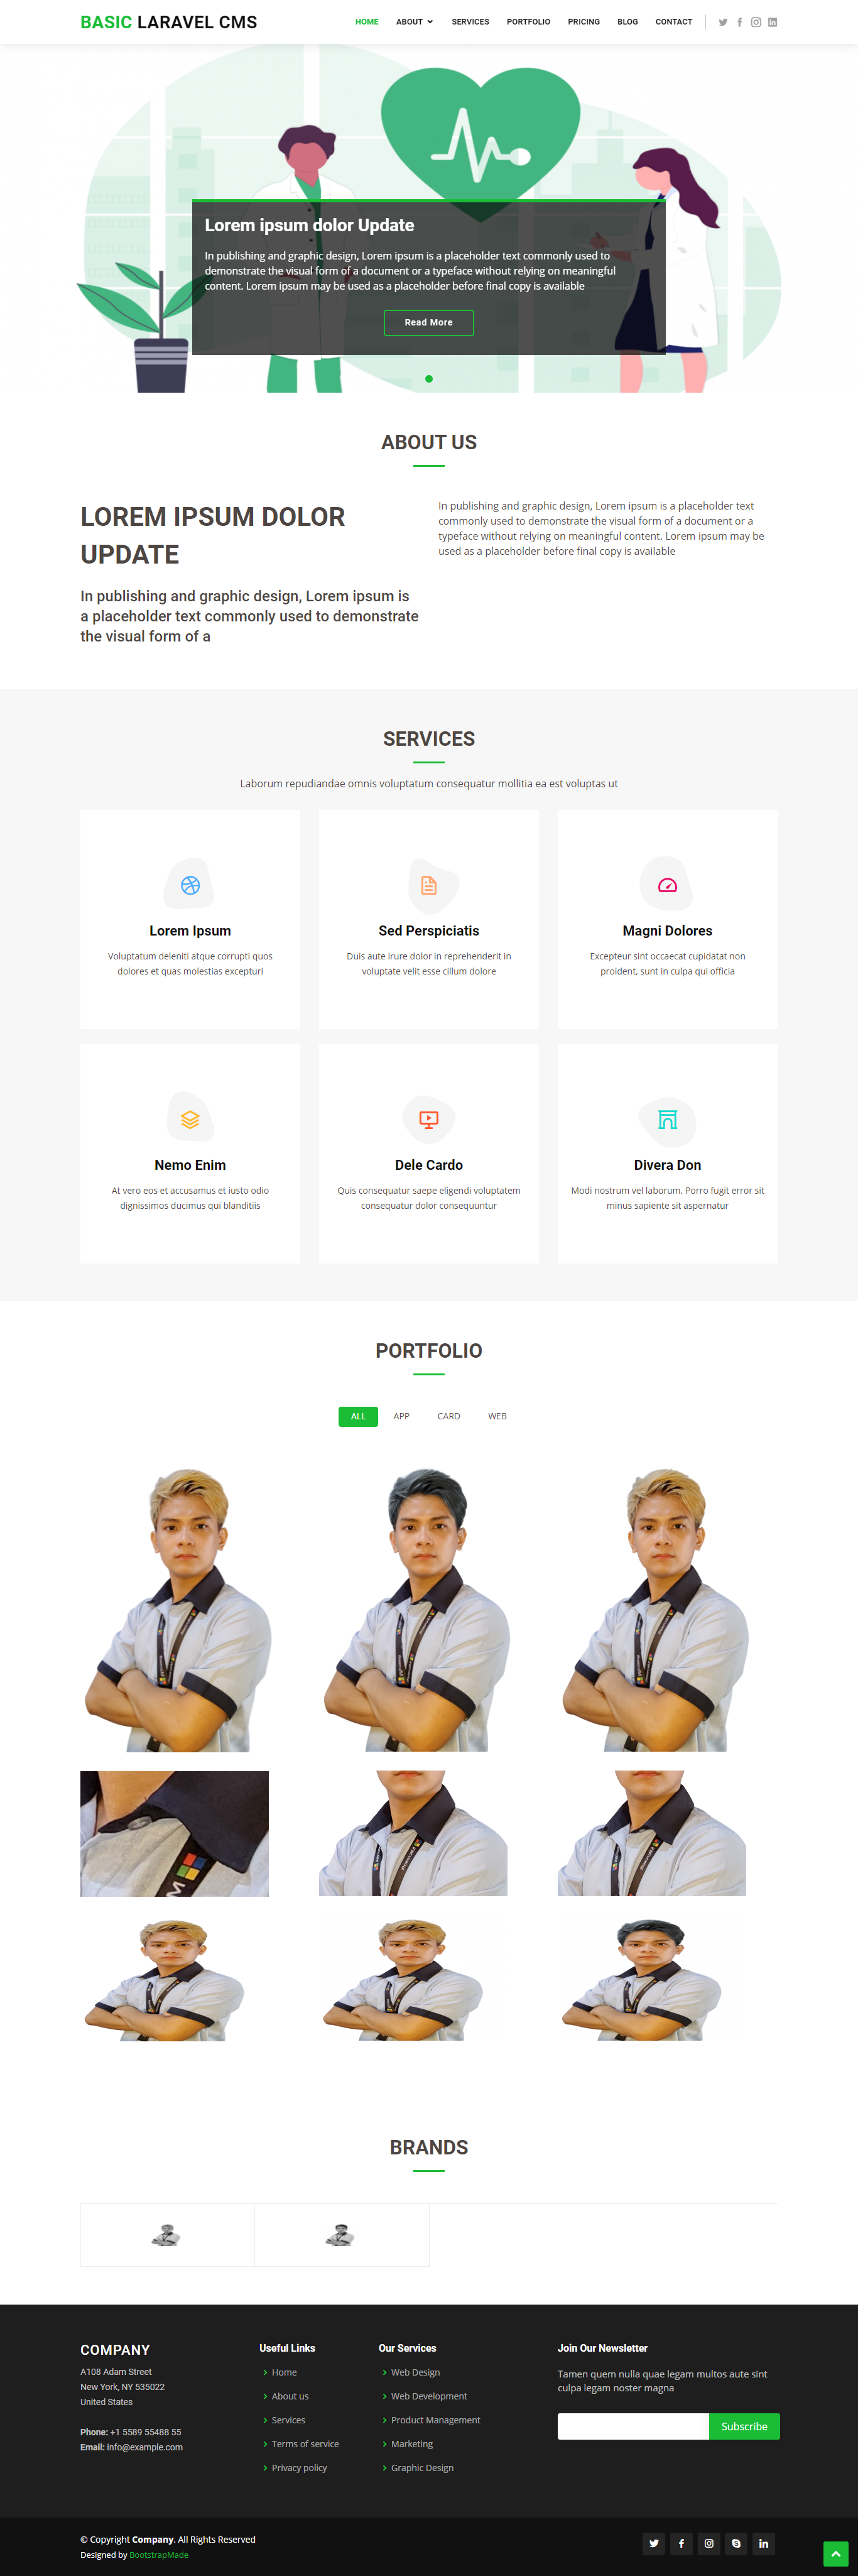 BASIC LARAVEL CMS
HOME ABOUT SERVICES PORTFOLIO PRICING BLOG CONTACT
Lorem ipsum dolor Update
In publishing and graphic design, Lorem ipsum is a placeholder text commonly used to
demonstrate the visual form of a document or a typeface without relying on meaningful
content. Lorem ipsum may be used as a placeholder before final copy is available
Read More
ABOUT US
LOREM IPSUM DOLOR
UPDATE
In publishing and graphic design, Lorem ipsum is
a placeholder text commonly used to demonstrate
the visual form of a
In publishing and graphic design, Lorem ipsum is a placeholder text
commonly used to demonstrate the visual form of a document or a
typeface without relying on meaningful content. Lorem ipsum may be
used as a placeholder before final copy is available
SERVICES
Laborum repudiandae omnis voluptatum consequatur mollitia ea est voluptas ut
Lorem Ipsum
Voluptatum deleniti atque corrupti quos
dolores et quas molestias excepturi
Sed Perspiciatis
Duis aute irure dolor in reprehenderit in
voluptate velit esse cillum dolore
Magni Dolores
Excepteur sint occaecat cupidatat non
proident, sunt in culpa qui officia
Nemo Enim
At vero eos et accusamus et iusto odio
dignissimos ducimus qui blanditiis
Dele Cardo
Quis consequatur saepe eligendi voluptatem
consequatur dolor consequuntur
Divera Don
Modi nostrum vel laborum. Porro fugit error sit
minus sapiente sit aspernatur
PORTFOLIO
ALL APP CARD WEB
BRANDS
COMPANY
A108 Adam Street
New York, NY 535022
United States
Phone: +1 5589 55488 55
Email: info@example.com
Useful Links
Home
About us
Services
Terms of service
Privacy policy
Our Services
Web Design
Web Development
Product Management
Marketing
Graphic Design
Join Our Newsletter
Tamen quem nulla quae legam multos aute sint
culpa legam noster magna
Subscribe
© Copyright Company. All Rights Reserved
Designed by BootstrapMade